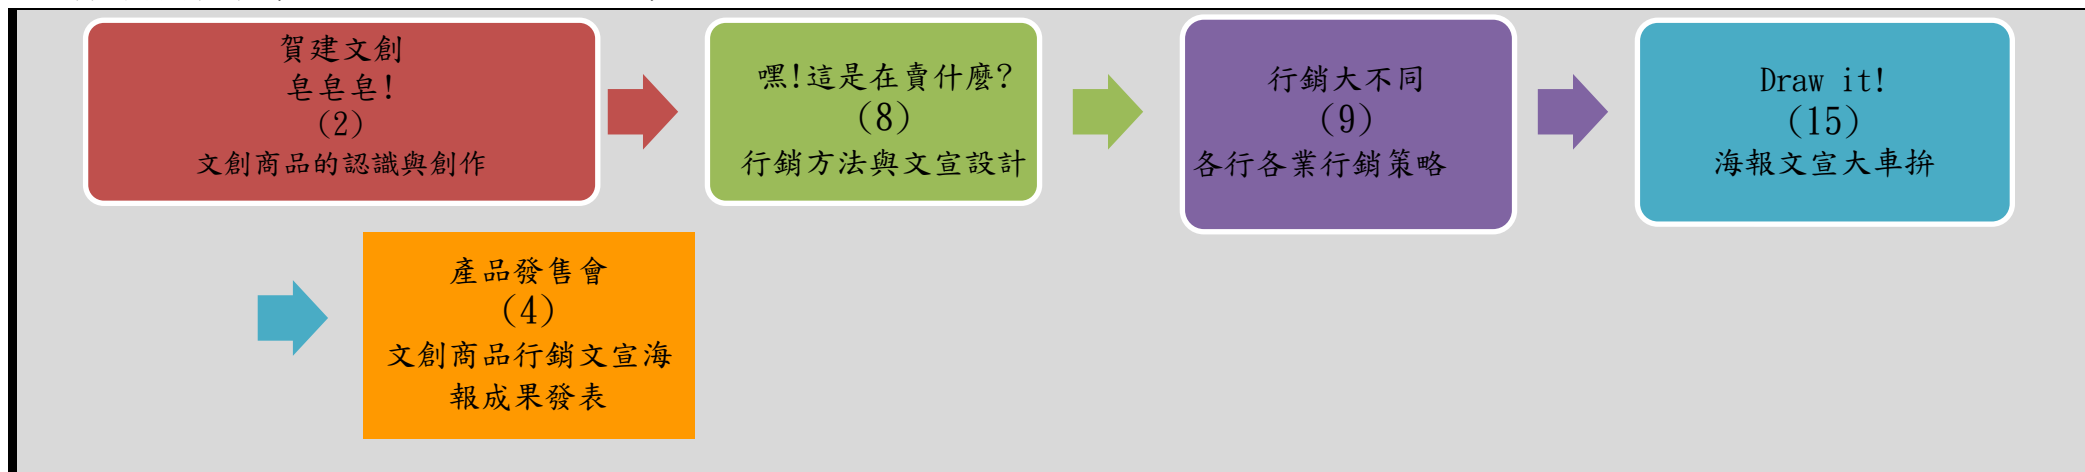 賀建文創
皂皂皂!
(2)
文創商品的認識與創作
嘿!這是在賣什麼?
(8)
行銷方法與文宣設計
行銷大不同
(9)
各行各業行銷策略
Draw it!
(15)
海報文宣大車拚
產品發售會
(4)
文創商品行銷文宣海
報成果發表